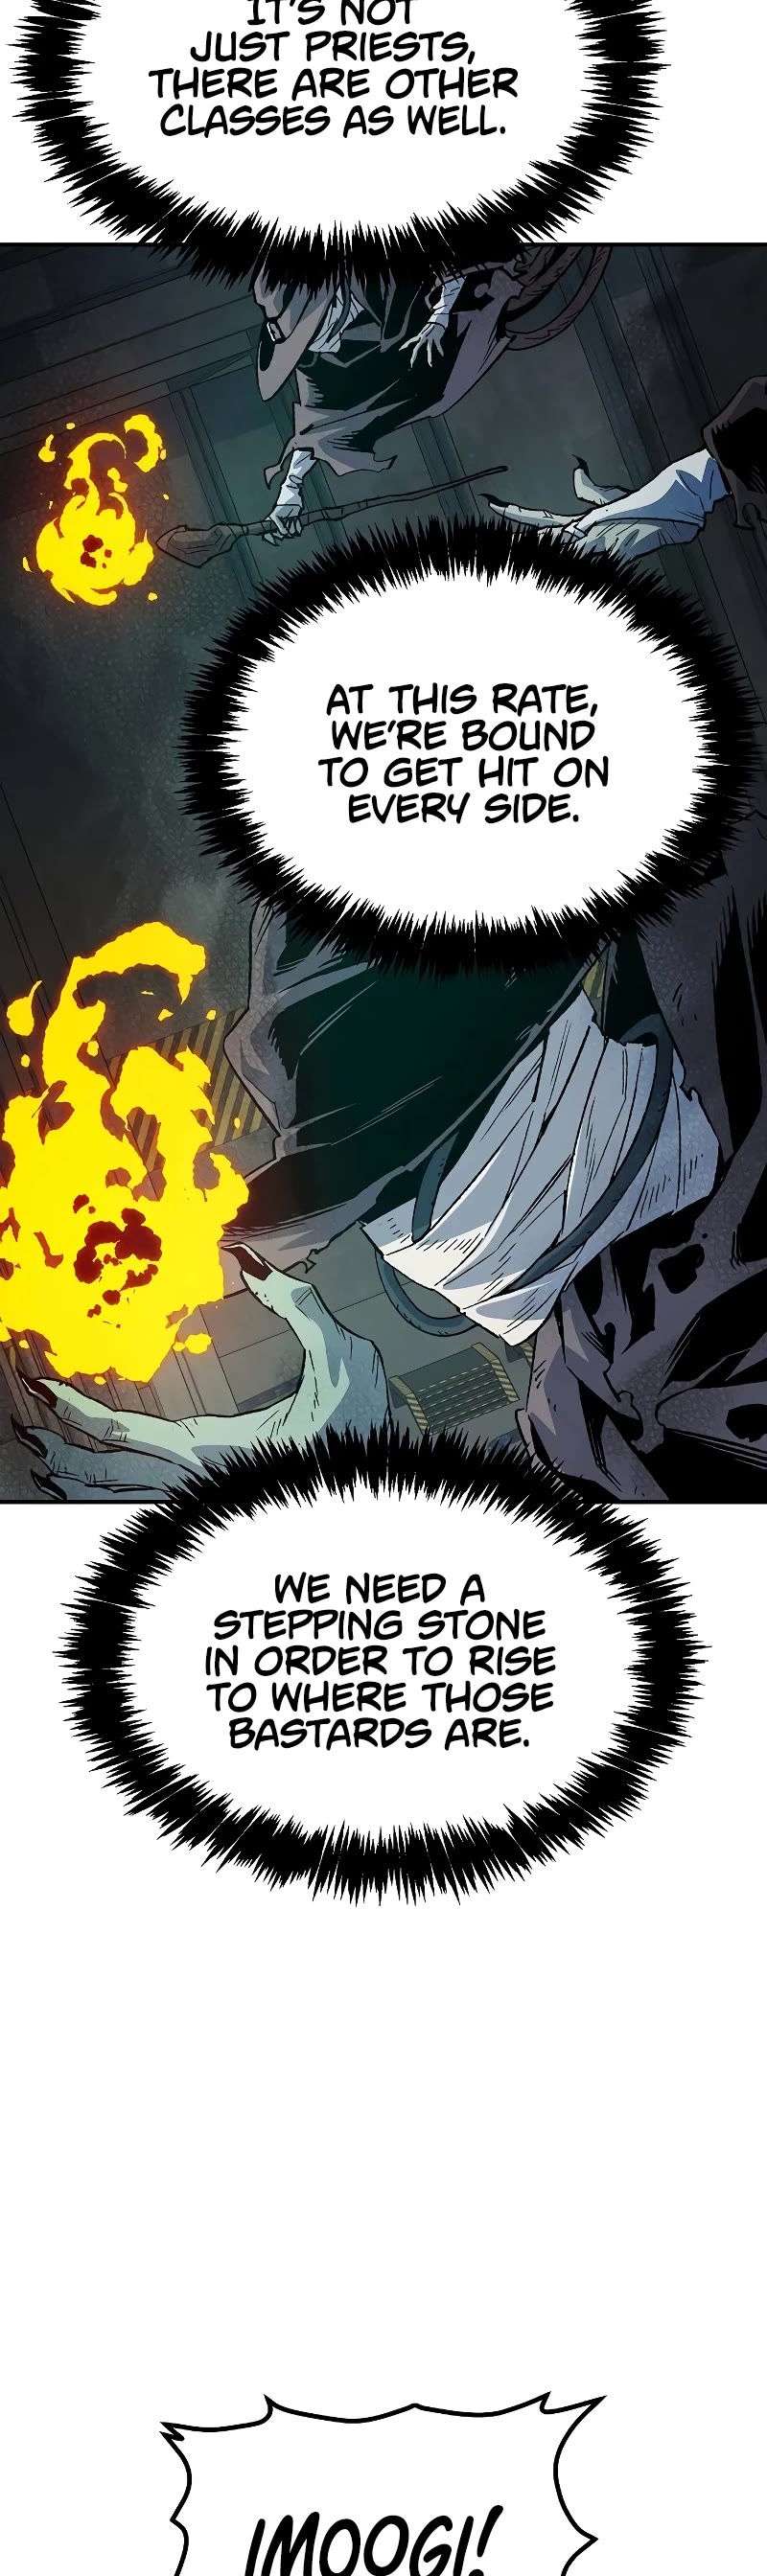 IT'S NOT
JUST PRIESTS,
THERE ARE OTHER
CLASSES AS WELL.
AT THIS RATE,
WE'RE BOUND
TO GET HIT ON
EVERY SIDE.
WE NEED A
STEPPING STONE
IN ORDER TO RISE
TO WHERE THOSE
BASTARDS ARE.
IMOOGI!